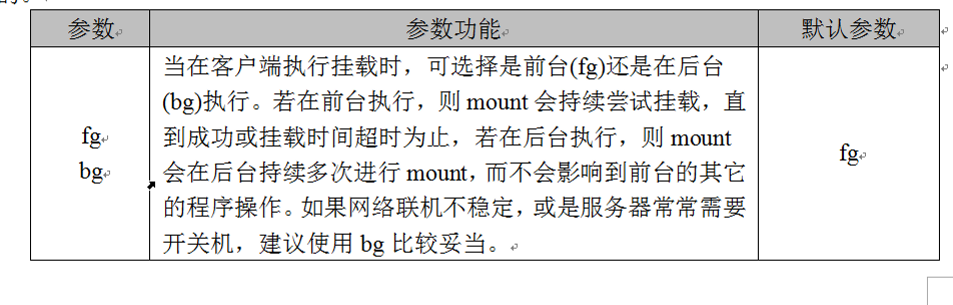 的。
参数 参数功能 默认参数
当在客户端执行挂载时，可选择是前台(fg)还是在后台
(bg)执行。若在前台执行，则 mount 会持续尝试挂载，直
到成功或挂载时间超时为止，若在后台执行，则 mount
会在后台持续多次进行 mount，而不会影响到前台的其它
的程序操作。如果网络联机不稳定，或是服务器常常需要
开关机，建议使用 bg 比较妥当。
fg
bg
fg